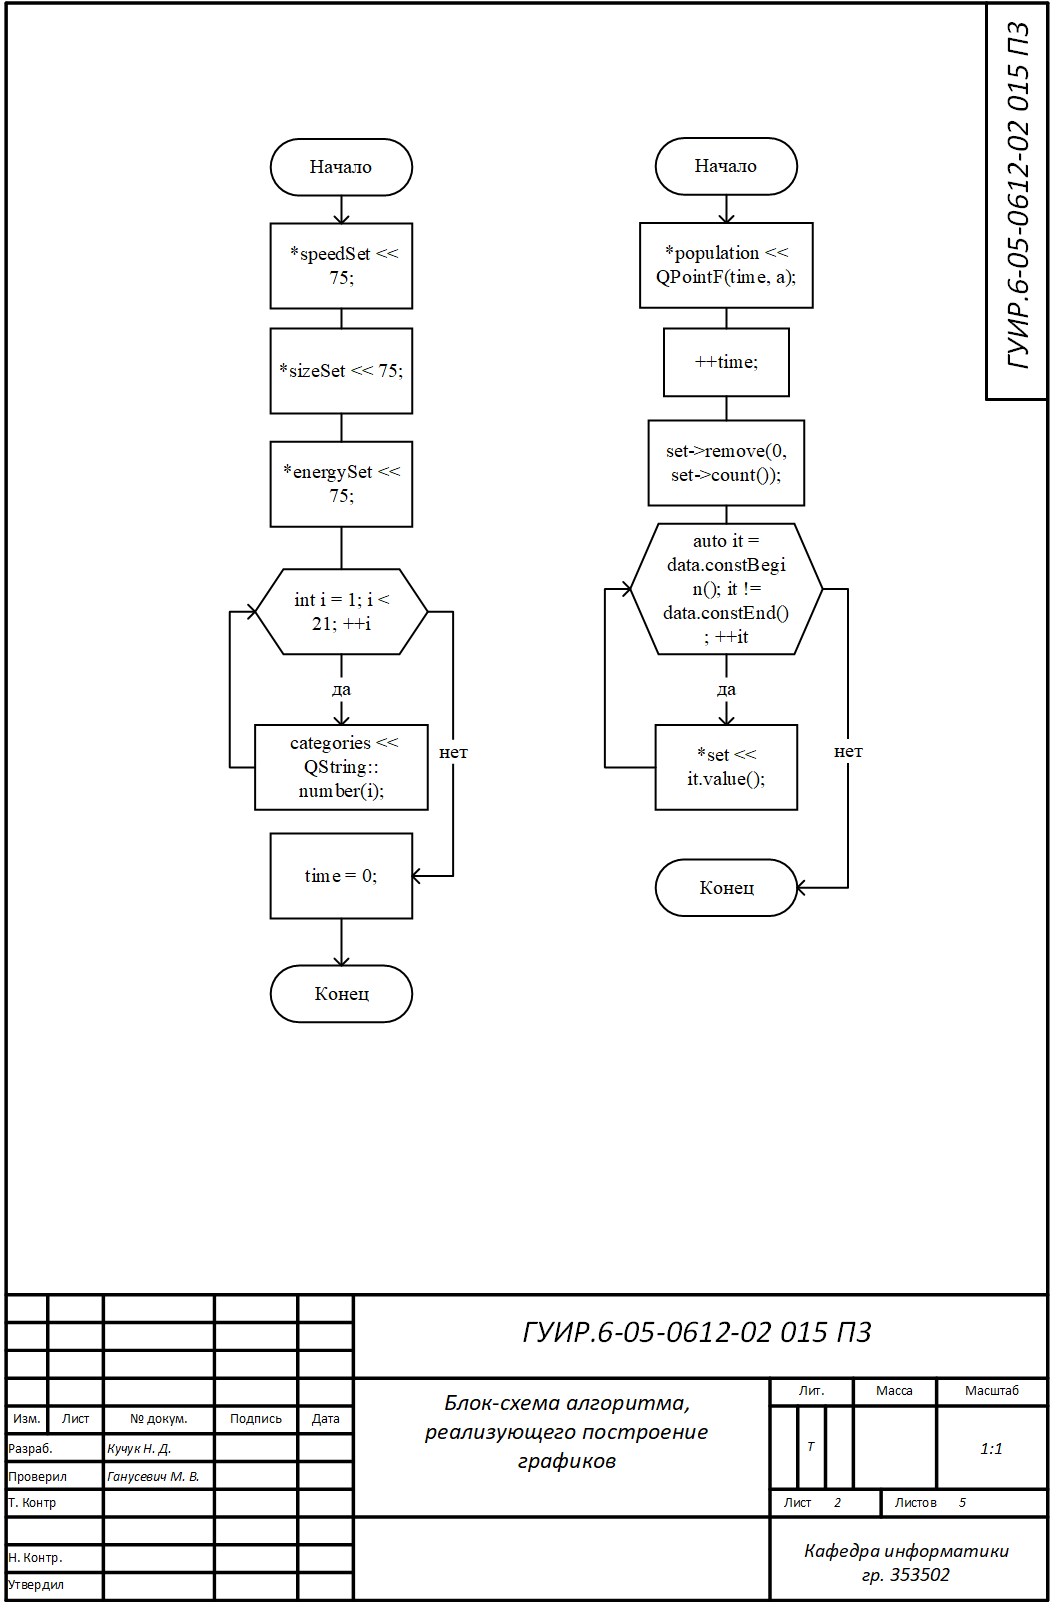 ГУИР.6-05-0612-02 015 ПЗ
Начало
*speedSet <<
75;
*sizeSet << 75;
*energySet <<
75;
int i = 1; i <
21; ++i
да
categories <<
QString::
number(i);
нет
time = 0;
Конец
Начало
*population <<
QPointF(time, a);
++time;
set->remove(0,
set->count());
auto it =
data.constBegi
n(); it !=
data.constEnd()
; ++it
да
*set <<
it.value();
нет
Конец
ГУИР.6-05-0612-02 015 ПЗ
Изм. Лист № докум. Подпись Дата
Разраб. Кучук Н. Д.
Проверил Ганусевич М. В.
Т. Контр
Н. Контр.
Утвердил
Блок-схема алгоритма,
реализующего построение
графиков
Лит. Масса Масштаб
Т 1:1
Лист 2 Листов 5
Кафедра информатики
гр. 353502